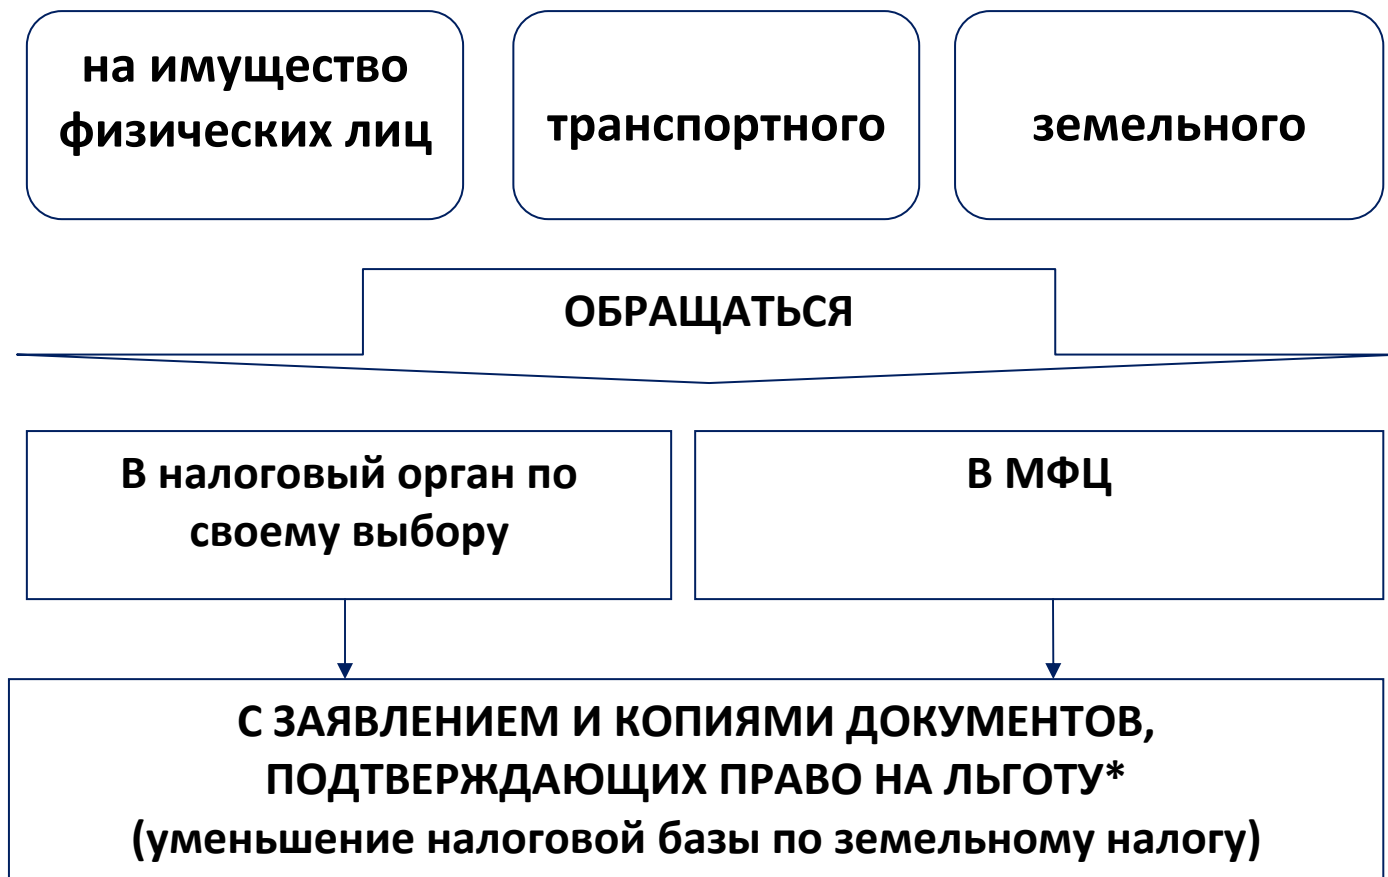 на имущество
физических лиц
транспортного
земельного
ОБРАЩАТЬСЯ
В налоговый орган по
своему выбору
В МФЦ
С ЗАЯВЛЕНИЕМ И КОПИЯМИ ДОКУМЕНТОВ,
ПОДТВЕРЖДАЮЩИХ ПРАВО НА ЛЬГОТУ*
(уменьшение налоговой базы по земельному налогу)